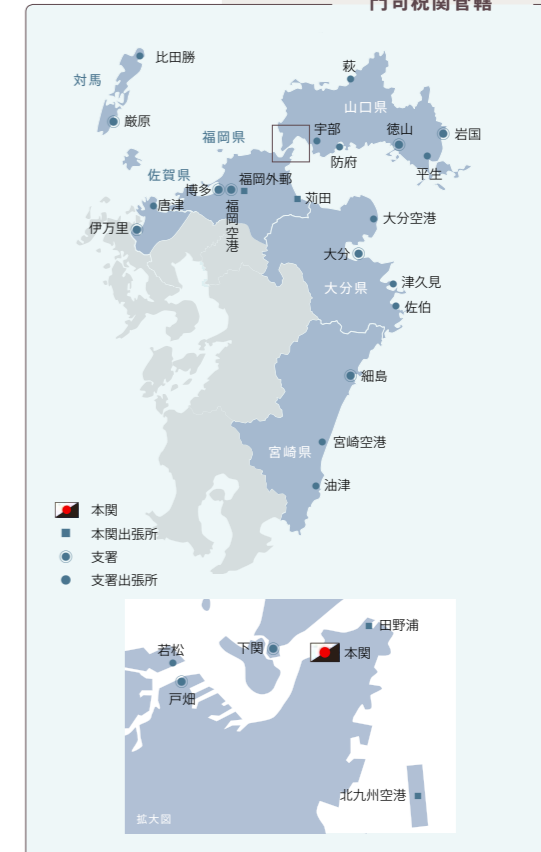 門司税関管轄
比田勝
対馬
厳原
萩
山口県
宇部
徳山
岩国
福岡県
防府
平生
佐賀県
博多
福岡外郵
唐津
福岡空港
苅田
伊万里
大分空港
大分
津久見
大分県
佐伯
細島
宮崎空港
宮崎県
油津
本関
本関出張所
支署
支署出張所
田野浦
若松
下関
本関
戸畑
北九州空港
拡大図